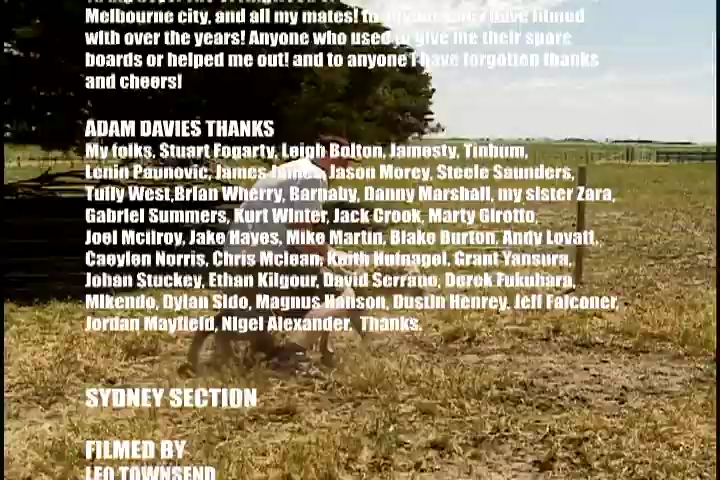 Melbourne city, and all my mates! have filmed
with over the years! Anyone who used to give me their spare
boards or helped me out! and to anyone I have forgotten thanks
and cheers!
ADAM DAVIES THANKS
My folks, Stuart Fogarty, Leigh Bolton, Jamesty, Tinhum,
Lenin Paunovic, James Jason Morey, Steele Saunders,
Tully West,Brian Wherry, Barnaby, Danny Marshall, my sister Zara,
Gabriel Summers, Kurt Winter, Jack Crook, Marty Girotto,
Joel Mcilroy, Jake Hayes, Mike Martin, Blake Burton, Andy Lovatt,
Caeylen Norris, Chris Mclean, Keith Hufnagel, Grant Yansura,
Johan Stuckey, Ethan Kilgour, David Serrano, Derek Fukuhara,
Mikendo, Dylan Sido, Magnus Hanson, Dustin Henrey, Jeff Falconer,
Jordan Mayfield, Nigel Alexander. Thanks.
SYDNEY SECTION
FILMED BY
LEO TOWNSEND